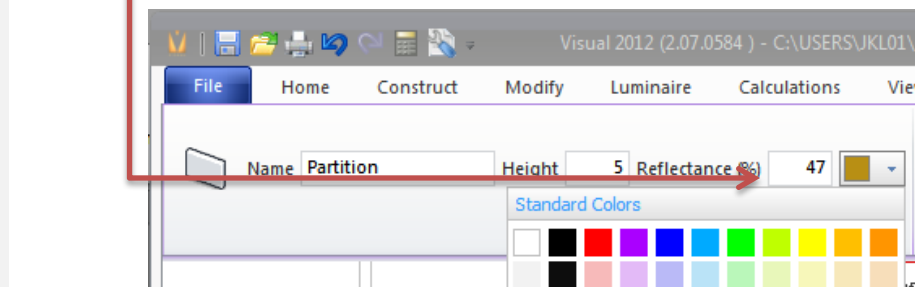 Visual 2012 (2.07.0584 ) - C:\USERS\JKL01\
File Home Construct Modify Luminaire Calculations Vie
Name Partition Height 5 Reflectance (%) 47
Standard Colors